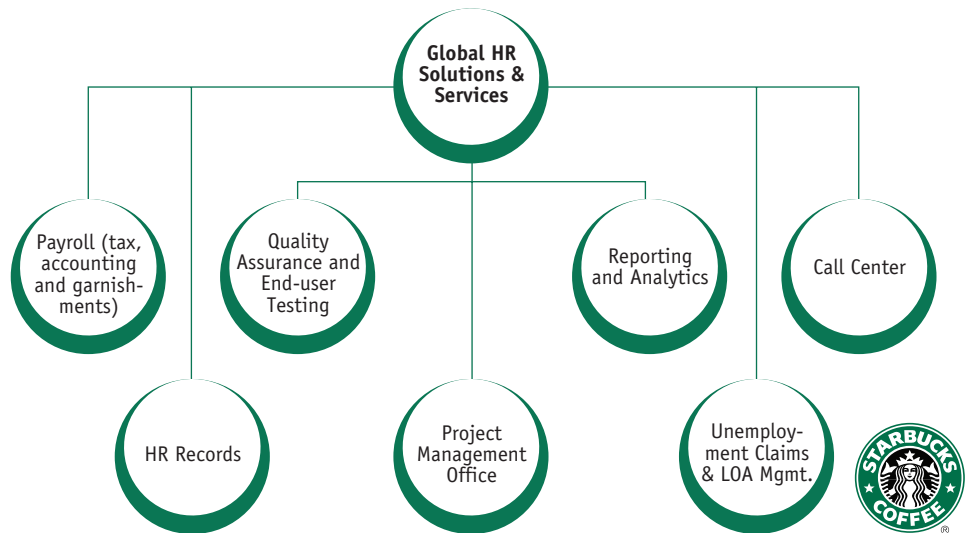 Global HR
Solutions &
Services
Payroll (tax,
accounting
and garnish-
ments)
Quality
Assurance and
End-user
Testing
Reporting
and Analytics
Call Center
HR Records
Project
Management
Office
Unemploy-
ment Claims
& LOA Mgmt.
STARBUCKS
COFFEE
®